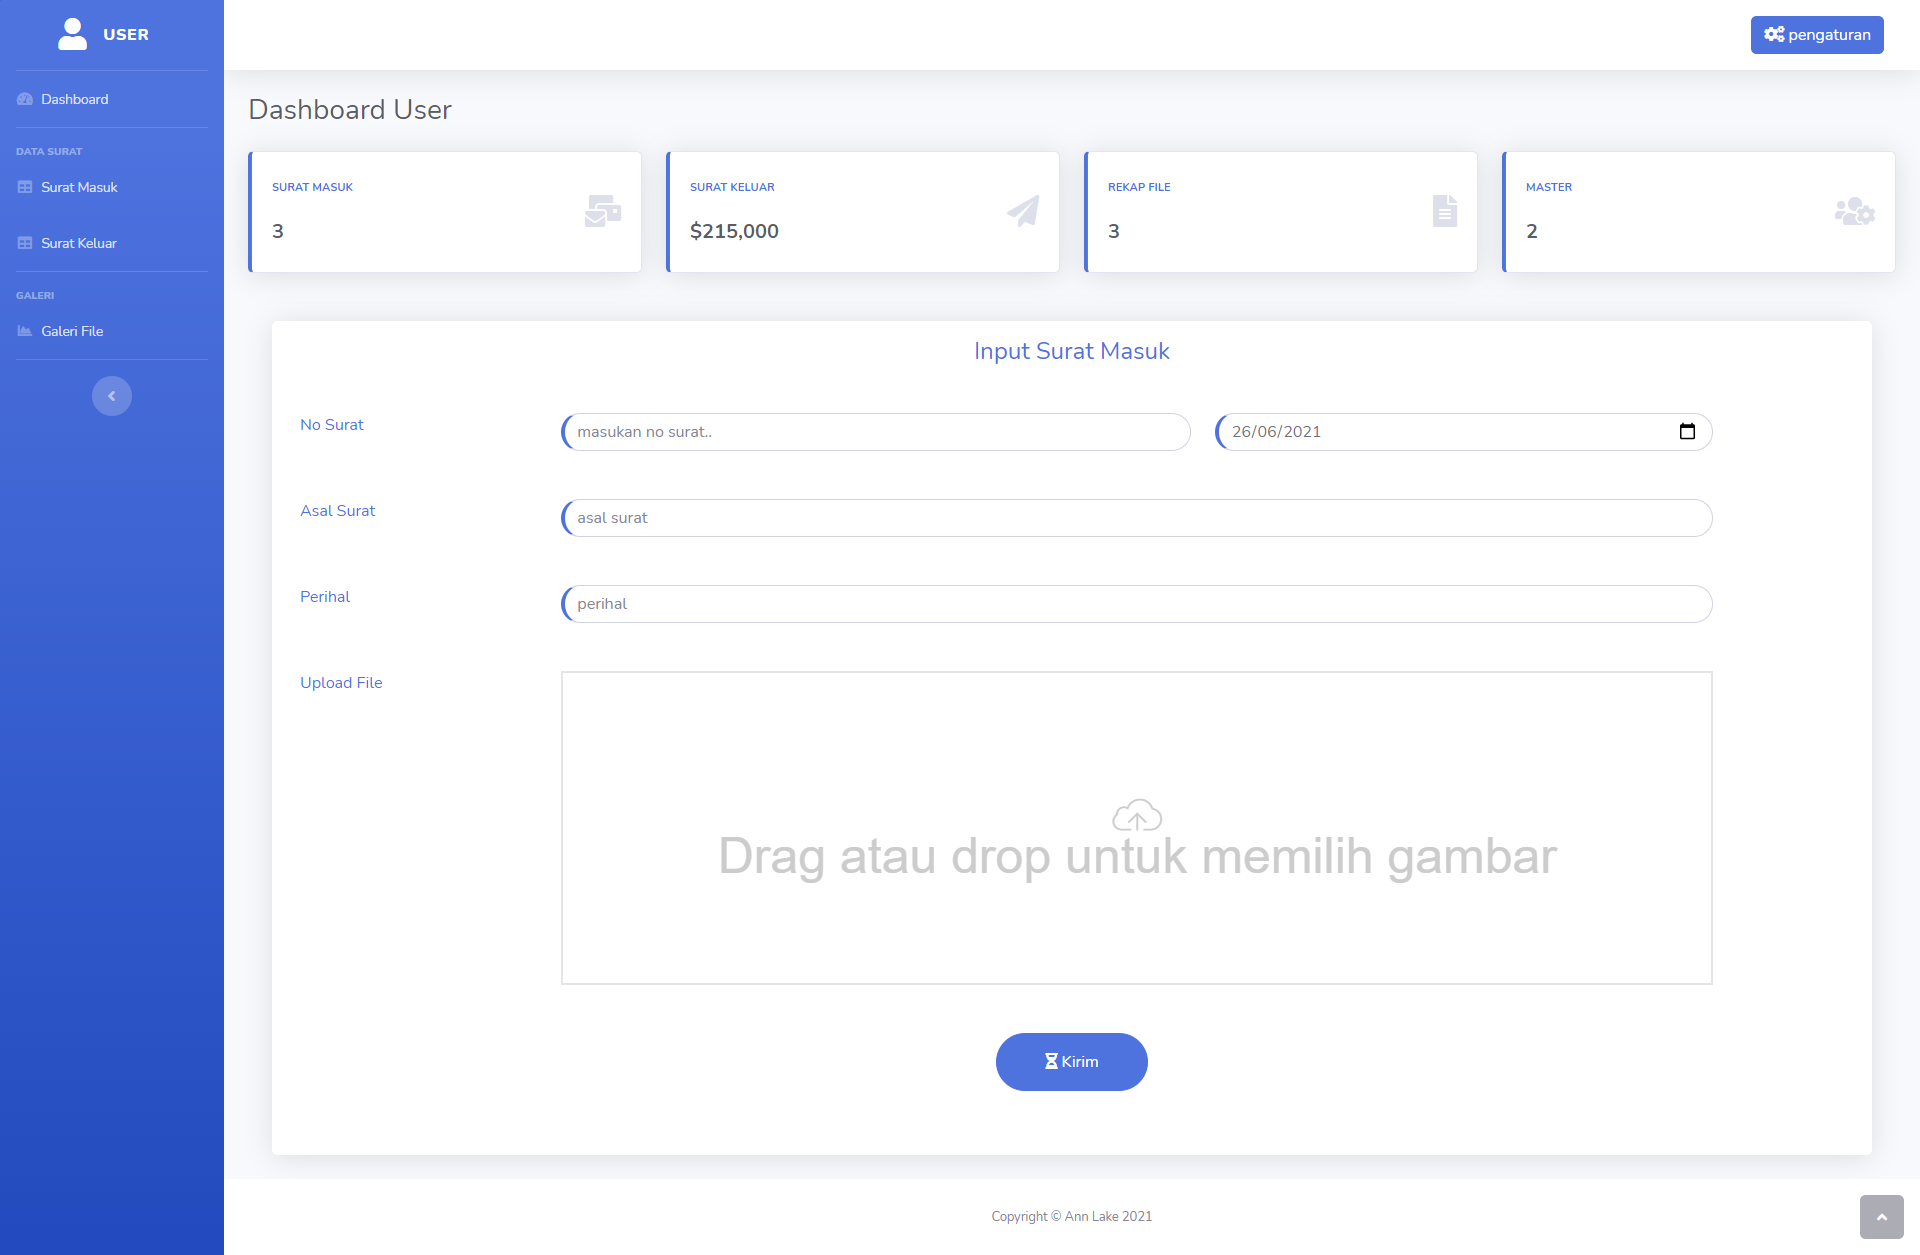 USER
pengaturan
Dashboard
DATA SURAT
Surat Masuk
Surat Keluar
GALERI
Galeri File
Dashboard User
SURAT MASUK
3
SURAT KELUAR
$215,000
REKAP FILE
3
MASTER
2
Input Surat Masuk
No Surat
masukan no surat..
26/06/2021
Asal Surat
asal surat
Perihal
perihal
Upload File
Drag atau drop untuk memilih gambar
Kirim
Copyright © Ann Lake 2021